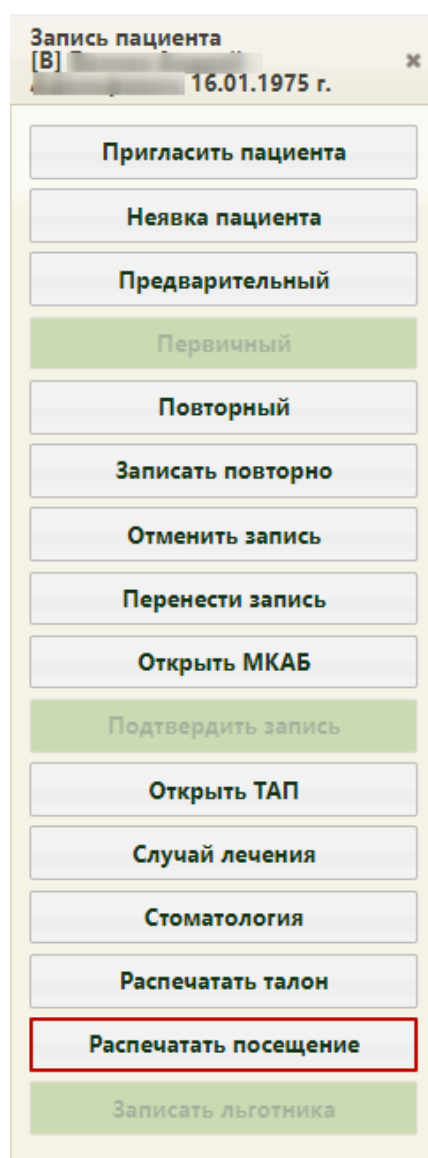 Запись пациента
[В]
16.01.1975 г.
Пригласить пациента
Неявка пациента
Предварительный
Первичный
Повторный
Записать повторно
Отменить запись
Перенести запись
Открыть МКАБ
Подтвердить запись
Открыть ТАП
Случай лечения
Стоматология
Распечатать талон
Распечатать посещение
Записать льготника